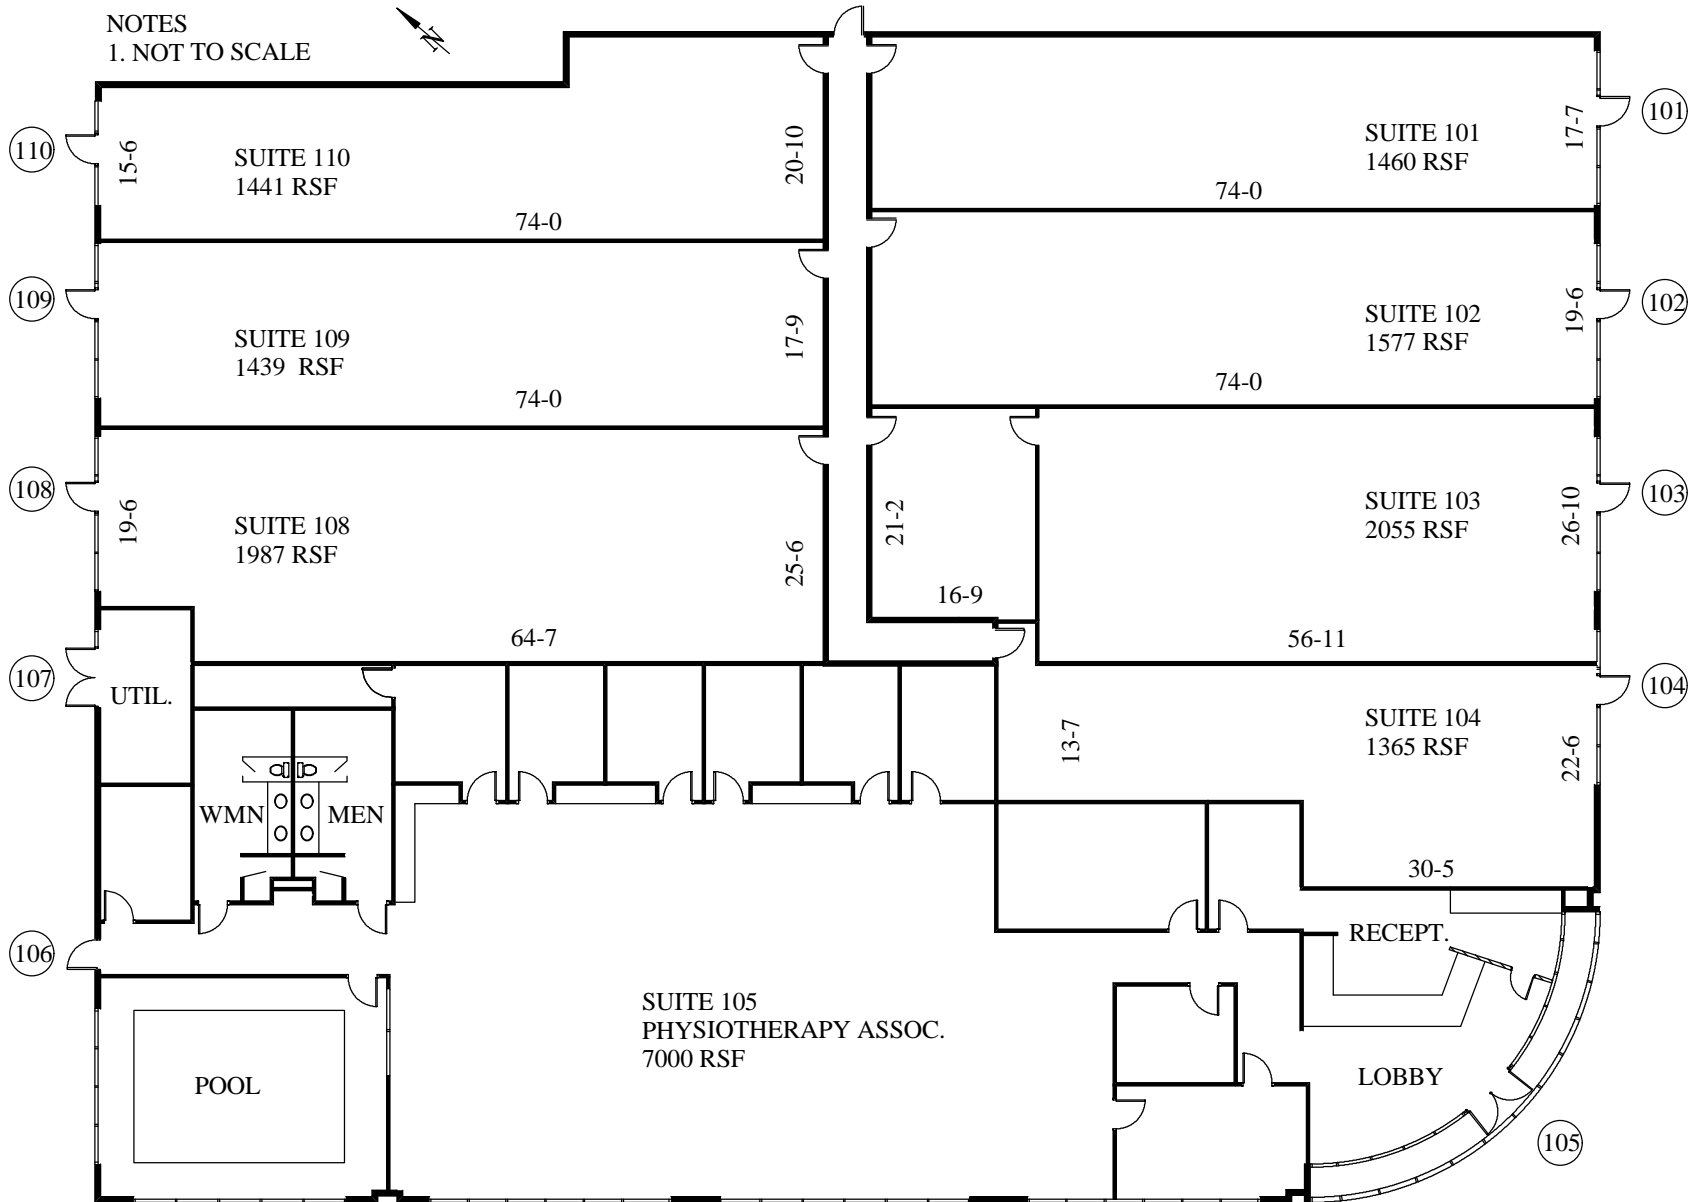 NOTES
1. NOT TO SCALE
N
110
15-6
SUITE 110
1441 RSF
20-10
74-0
101
17-7
SUITE 101
1460 RSF
74-0
109
SUITE 109
1439 RSF
17-9
74-0
102
19-6
SUITE 102
1577 RSF
74-0
108
19-6
SUITE 108
1987 RSF
25-6
64-7
21-2
16-9
103
SUITE 103
2055 RSF
26-10
56-11
107
UTIL.
104
13-7
SUITE 104
1365 RSF
22-6
30-5
WMN
MEN
106
RECEPT.
SUITE 105
PHYSIOTHERAPY ASSOC.
7000 RSF
POOL
LOBBY
105